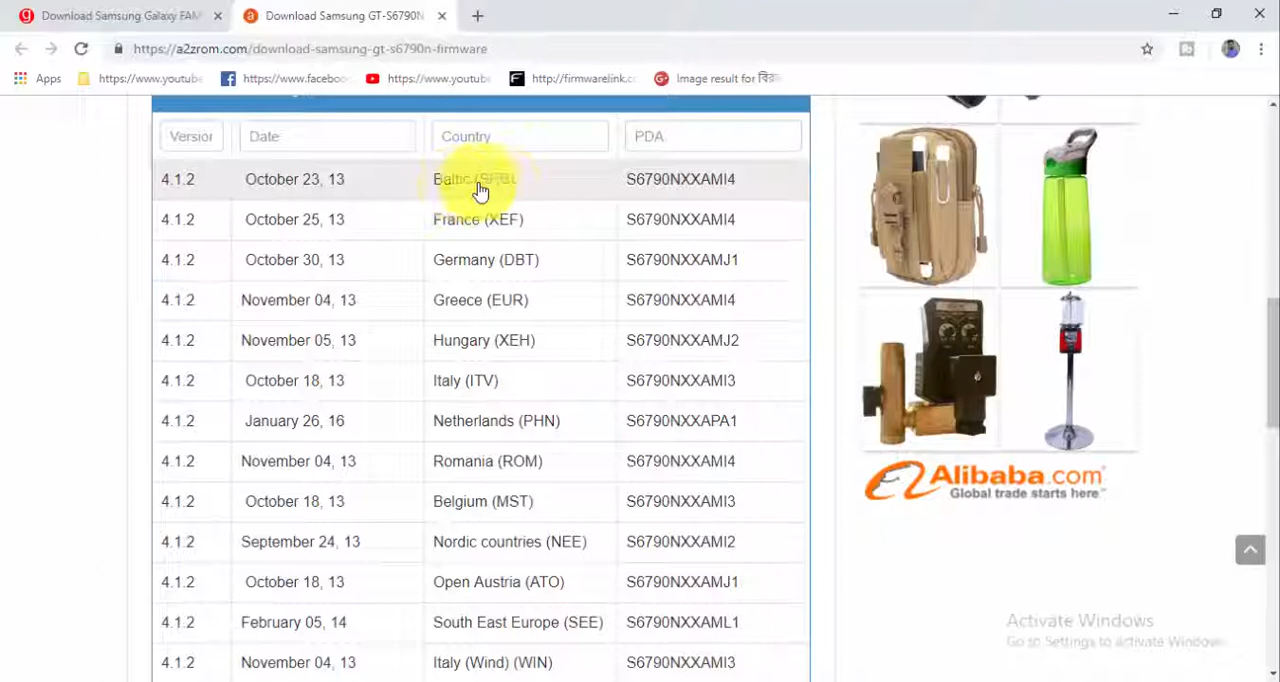 Download Samsung Galaxy FAM
Download Samsung GT-S6790N
https://a2zrom.com/download-samsung-gt-s6790n-firmware
Apps
https://www.youtube
https://www.faceboo
https://www.youtube
http://firmwarelink.c
Image result for বির
Version
Date
Country
PDA
4.1.2 October 23, 13 Baltic (SEB) S6790NXXAMI4
4.1.2 October 25, 13 France (XEF) S6790NXXAMI4
4.1.2 October 30, 13 Germany (DBT) S6790NXXAMJ1
4.1.2 November 04, 13 Greece (EUR) S6790NXXAMI4
4.1.2 November 05, 13 Hungary (XEH) S6790NXXAMJ2
4.1.2 October 18, 13 Italy (ITV) S6790NXXAMI3
4.1.2 January 26, 16 Netherlands (PHN) S6790NXXAPA1
4.1.2 November 04, 13 Romania (ROM) S6790NXXAMI4
4.1.2 October 18, 13 Belgium (MST) S6790NXXAMI3
4.1.2 September 24, 13 Nordic countries (NEE) S6790NXXAMI2
4.1.2 October 18, 13 Open Austria (ATO) S6790NXXAMJ1
4.1.2 February 05, 14 South East Europe (SEE) S6790NXXAML1
4.1.2 November 04, 13 Italy (Wind) (WIN) S6790NXXAMI3
Alibaba.com
Global trade starts here™
Activate Windows
Go to Settings to activate Windows.